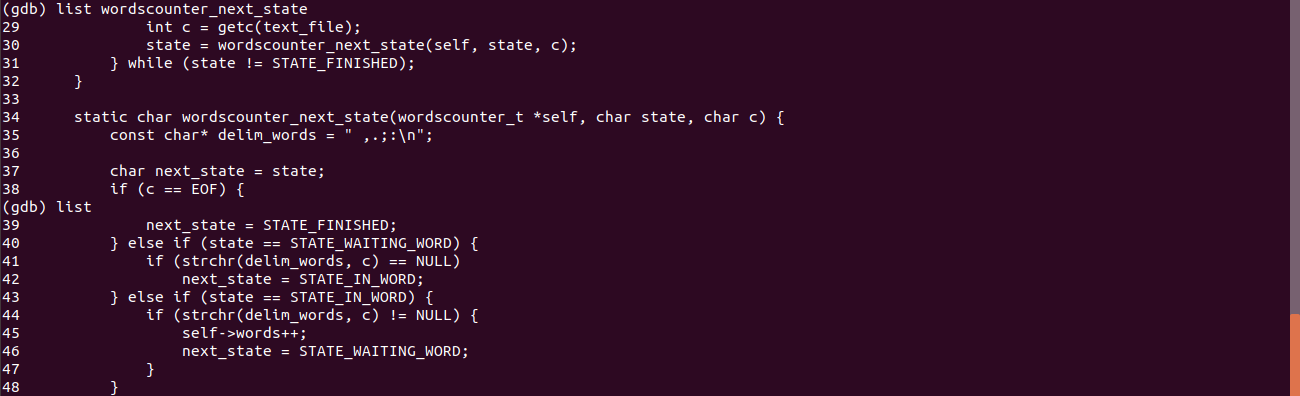 (gdb) list wordscounter_next_state
29              int c = getc(text_file);
30              state = wordscounter_next_state(self, state, c);
31          } while (state != STATE_FINISHED);
32      }
33
34      static char wordscounter_next_state(wordscounter_t *self, char state, char c) {
35          const char* delim_words = " ,.;:\n";
36
37          char next_state = state;
38          if (c == EOF) {
(gdb) list
39              next_state = STATE_FINISHED;
40          } else if (state == STATE_WAITING_WORD) {
41              if (strchr(delim_words, c) == NULL)
42                  next_state = STATE_IN_WORD;
43          } else if (state == STATE_IN_WORD) {
44              if (strchr(delim_words, c) != NULL) {
45                  self->words++;
46                  next_state = STATE_WAITING_WORD;
47              }
48          }